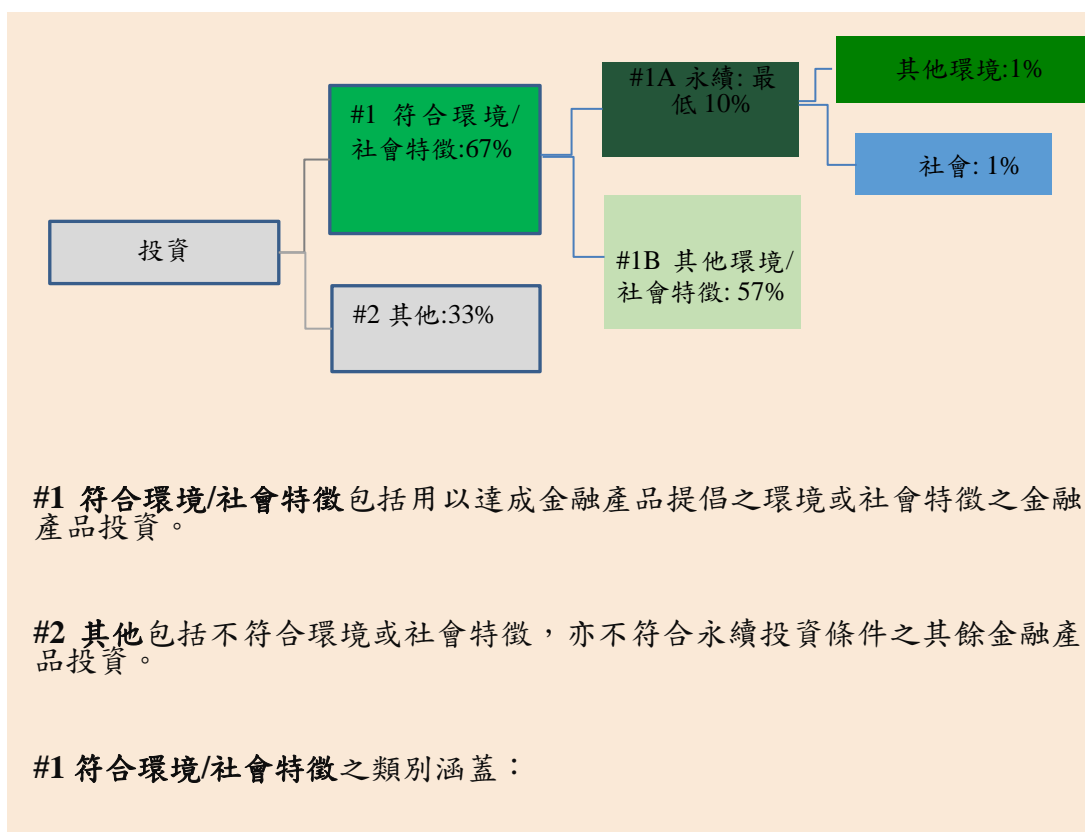 投資
#1 符合環境/
社會特徵:67%
#2 其他:33%
#1A 永續: 最
低 10%
#1B 其他環境/
社會特徵: 57%
其他環境:1%
社會: 1%
#1 符合環境/社會特徵包括用以達成金融產品提倡之環境或社會特徵之金融
產品投資。
#2 其他包括不符合環境或社會特徵，亦不符合永續投資條件之其餘金融產
品投資。
#1 符合環境/社會特徵之類別涵蓋：